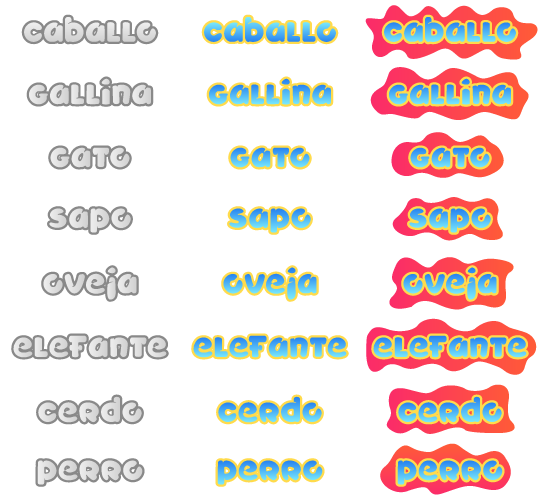 caballo caballo caballo
Gallina Gallina Gallina
Gato Gato Gato
sapo sapo sapo
oveja oveja oveja
elefante elefante elefante
cerdo cerdo cerdo
perro perro perro